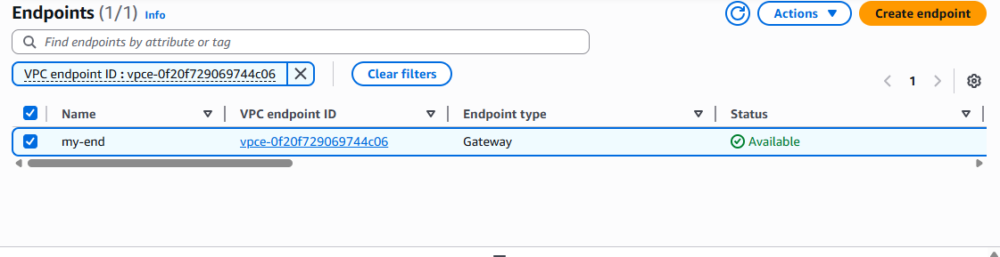 Endpoints (1/1) Info Actions Create endpoint
Find endpoints by attribute or tag
VPC endpoint ID : vpce-0f20f729069744c06 Clear filters
1
Name VPC endpoint ID Endpoint type Status
my-end vpce-0f20f729069744c06 Gateway Available